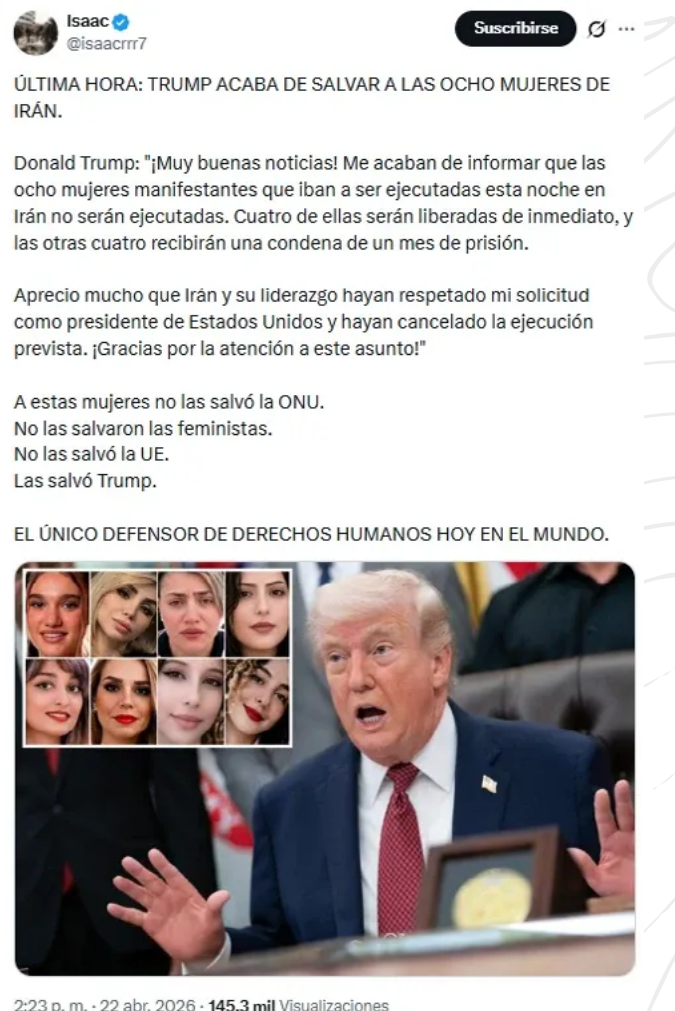 Isaac
@isaacrrr7
Suscribirse
ÚLTIMA HORA: TRUMP ACABA DE SALVAR A LAS OCHO MUJERES DE
IRÁN.
Donald Trump: "¡Muy buenas noticias! Me acaban de informar que las
ocho mujeres manifestantes que iban a ser ejecutadas esta noche en
Irán no serán ejecutadas. Cuatro de ellas serán liberadas de inmediato, y
las otras cuatro recibirán una condena de un mes de prisión.
Aprecio mucho que Irán y su liderazgo hayan respetado mi solicitud
como presidente de Estados Unidos y hayan cancelado la ejecución
prevista. ¡Gracias por la atención a este asunto!"
A estas mujeres no las salvó la ONU.
No las salvaron las feministas.
No las salvó la UE.
Las salvó Trump.
EL ÚNICO DEFENSOR DE DERECHOS HUMANOS HOY EN EL MUNDO.
2:23 p. m. · 22 abr. 2026 · 145,3 mil Visualizaciones